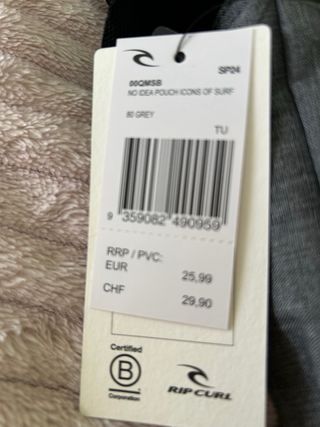 SP24
00QMSB
NO IDEA POUCH ICONS OF SURF
80 GREY
TU
9 359082 490959
RRP / PVC:
EUR 25,99
CHF 29,90
Certified
B
Corporation
RIP CURL